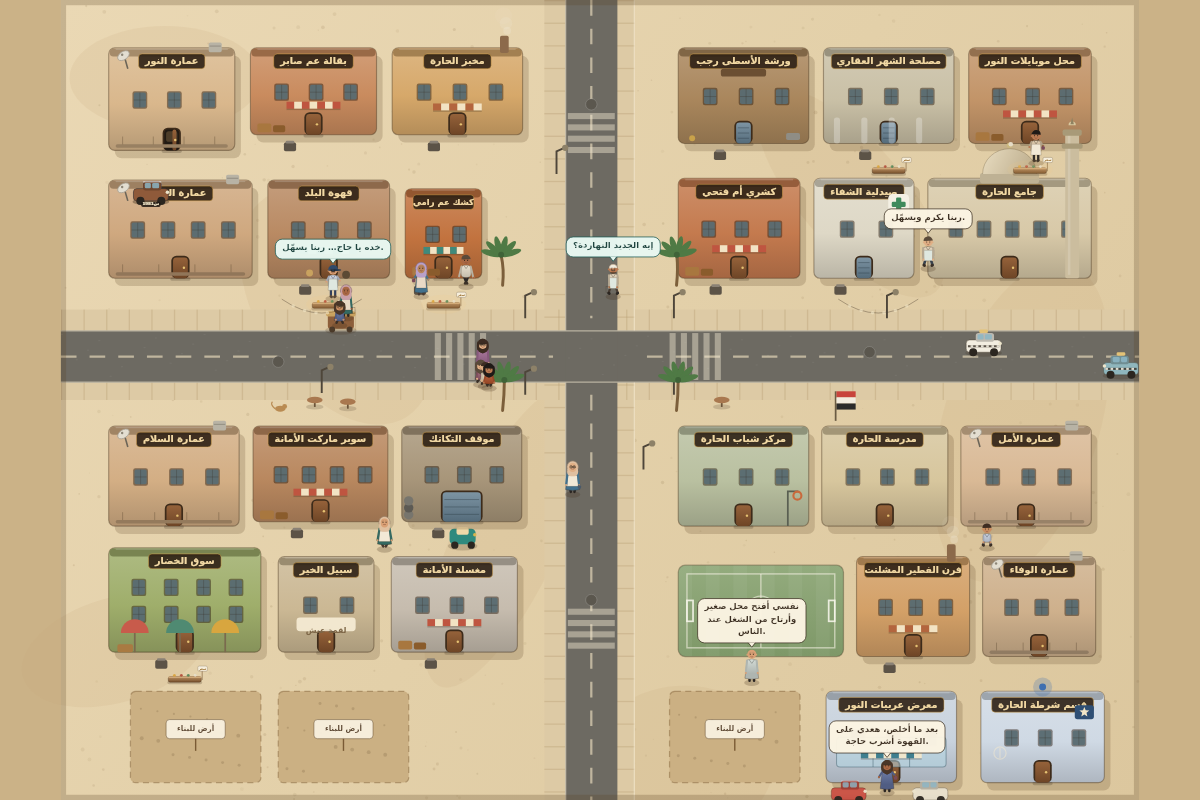 عمارة النور
بقالة عم صابر
مخبز الحارة
ورشة الأسطى رجب
مصلحة الشهر العقاري
محل موبايلات النور
عمارة
قهوة البلد
كشك عم رامي
كشري أم فتحي
صيدلية الشفاء
جامع الحارة
خده يا حاج... ربنا يسهّل.
إيه الجديد النهاردة؟
ربنا يكرم ويسهّل.
عمارة السلام
سوبر ماركت الأمانة
موقف التكاتك
مركز شباب الحارة
مدرسة الحارة
عمارة الأمل
سوق الخضار
سبيل الخير
مغسلة الأمانة
فرن الفطير المشلتت
عمارة الوفاء
نفسي أفتح محل صغير
وأرتاح من الشغل عند
الناس.
أرض للبناء
أرض للبناء
أرض للبناء
معرض عربيات النور
قسم شرطة الحارة
بعد ما أخلص، هعدي على
القهوة أشرب حاجة.